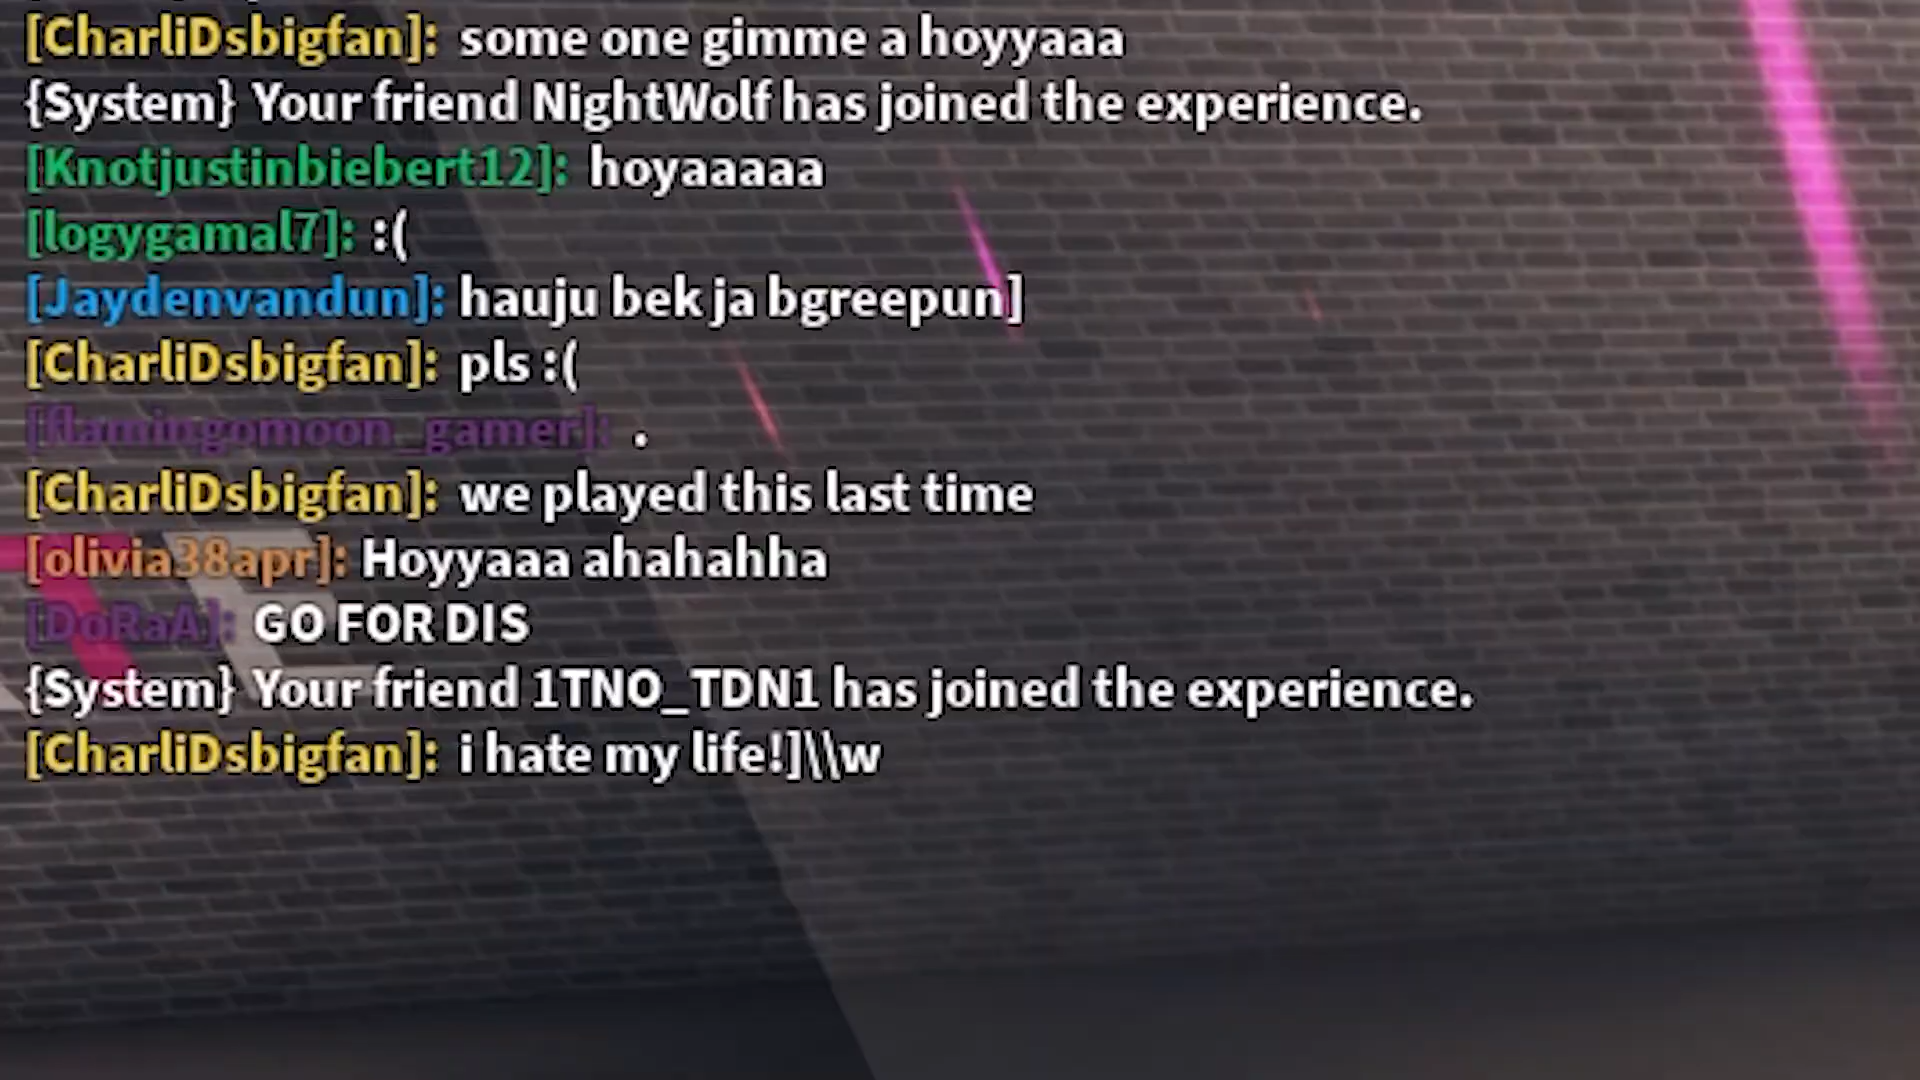 [CharliDsbigfan]: some one gimme a hoyyaaa
{System} Your friend NightWolf has joined the experience.
[Knotjustinbiebert12]: hoyaaaaa
[logygamal7]: :(
[Jaydenvandun]: hauju bek ja bgreepun]
[CharliDsbigfan]: pls :(
[flamingomoon_gamer]: .
[CharliDsbigfan]: we played this last time
[olivia38apr]: Hoyyaaa ahahahha
[DoRaA]: GO FOR DIS
{System} Your friend 1TNO_TDN1 has joined the experience.
[CharliDsbigfan]: i hate my life!]\\w